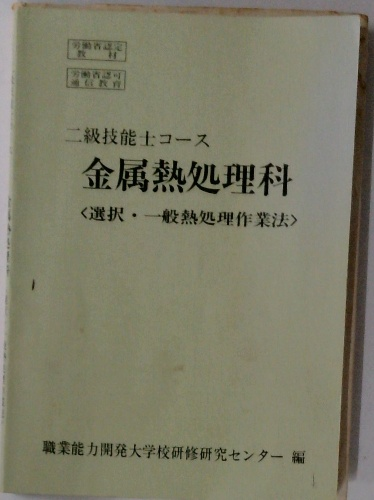 労働省認定
教材
労働省認可
通信教育
二級技能士コース
金属熱処理科
〈選択・一般熱処理作業法〉
職業能力開発大学校研修研究センター 編